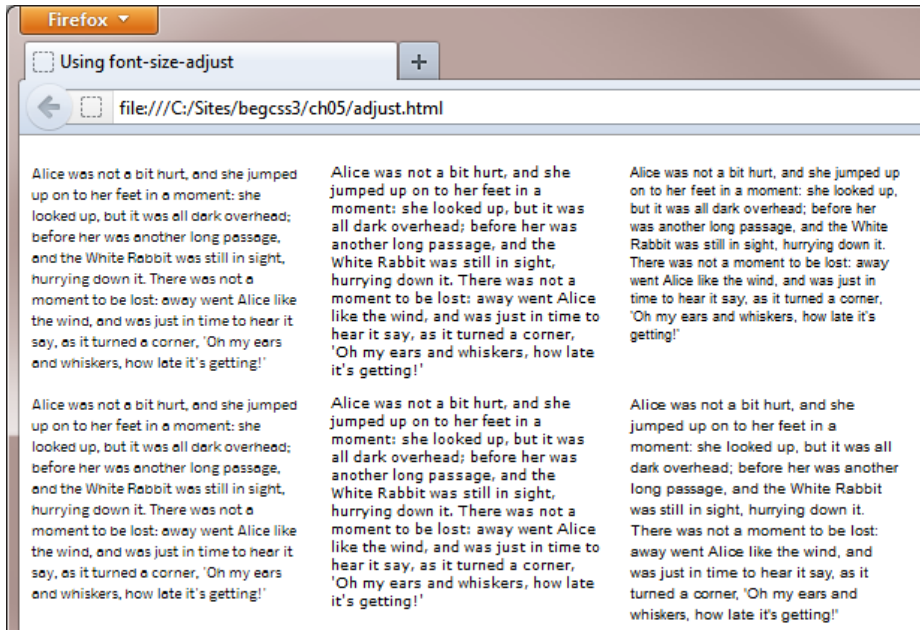 Firefox
Using font-size-adjust
file:///C:/Sites/begcss3/ch05/adjust.html
Alice was not a bit hurt, and she jumped
up on to her feet in a moment: she
looked up, but it was all dark overhead;
before her was another long passage,
and the White Rabbit was still in sight,
hurrying down it. There was not a
moment to be lost: away went Alice like
the wind, and was just in time to hear it
say, as it turned a corner, 'Oh my ears
and whiskers, how late it's getting!'
Alice was not a bit hurt, and she
jumped up on to her feet in a
moment: she looked up, but it was
all dark overhead; before her was
another long passage, and the
White Rabbit was still in sight,
hurrying down it. There was not a
moment to be lost: away went Alice
like the wind, and was just in time to
hear it say, as it turned a corner,
'Oh my ears and whiskers, how late
it's getting!'
Alice was not a bit hurt, and she jumped up
on to her feet in a moment: she looked up,
but it was all dark overhead; before her
was another long passage, and the White
Rabbit was still in sight, hurrying down it.
There was not a moment to be lost: away
went Alice like the wind, and was just in
time to hear it say, as it turned a corner,
'Oh my ears and whiskers, how late it's
getting!'
Alice was not a bit hurt, and she jumped
up on to her feet in a moment: she
looked up, but it was all dark overhead;
before her was another long passage,
and the White Rabbit was still in sight,
hurrying down it. There was not a
moment to be lost: away went Alice like
the wind, and was just in time to hear it
say, as it turned a corner, 'Oh my ears
and whiskers, how late it's getting!'
Alice was not a bit hurt, and she
jumped up on to her feet in a
moment: she looked up, but it was
all dark overhead; before her was
another long passage, and the
White Rabbit was still in sight,
hurrying down it. There was not a
moment to be lost: away went Alice
like the wind, and was just in time to
hear it say, as it turned a corner,
'Oh my ears and whiskers, how late
it's getting!'
Alice was not a bit hurt, and she
jumped up on to her feet in a
moment: she looked up, but it was all
dark overhead; before her was another
long passage, and the White Rabbit
was still in sight, hurrying down it.
There was not a moment to be lost:
away went Alice like the wind, and
was just in time to hear it say, as it
turned a corner, 'Oh my ears and
whiskers, how late it's getting!'